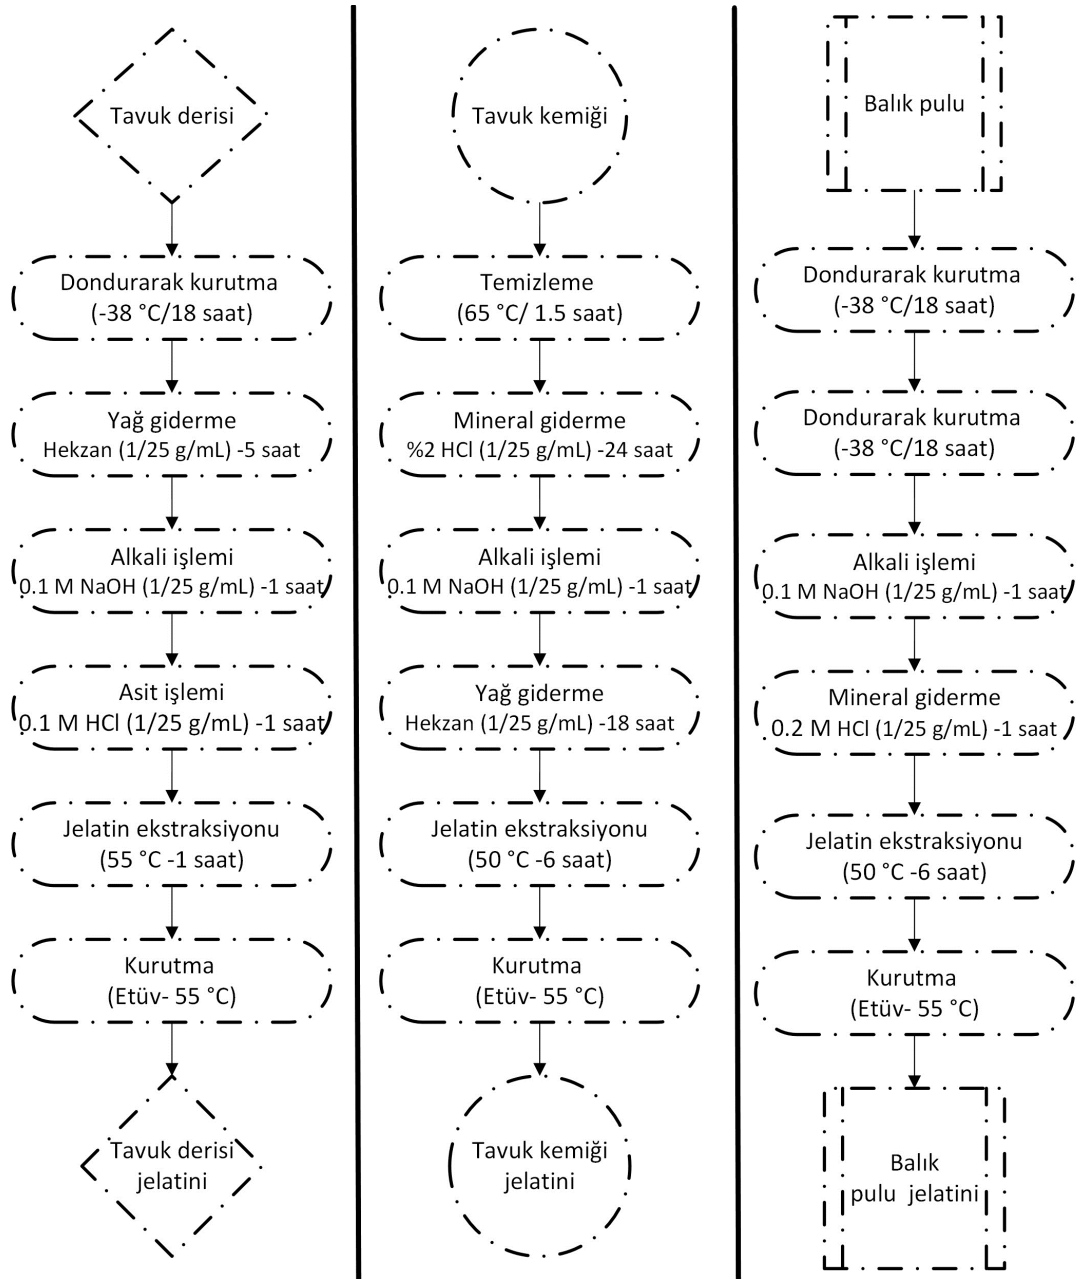 Tavuk derisi
Dondurarak kurutma
(-38 °C/18 saat)
Yağ giderme
Hekzan (1/25 g/mL) -5 saat
Alkali işlemi
0.1 M NaOH (1/25 g/mL) -1 saat
Asit işlemi
0.1 M HCl (1/25 g/mL) -1 saat
Jelatin ekstraksiyonu
(55 °C -1 saat)
Kurutma
(Etüv- 55 °C)
Tavuk derisi
jelatini
Tavuk kemiği
Temizleme
(65 °C/ 1.5 saat)
Mineral giderme
%2 HCl (1/25 g/mL) -24 saat
Alkali işlemi
0.1 M NaOH (1/25 g/mL) -1 saat
Yağ giderme
Hekzan (1/25 g/mL) -18 saat
Jelatin ekstraksiyonu
(50 °C -6 saat)
Kurutma
(Etüv- 55 °C)
Tavuk kemiği
jelatini
Balık pulu
Dondurarak kurutma
(-38 °C/18 saat)
Dondurarak kurutma
(-38 °C/18 saat)
Alkali işlemi
0.1 M NaOH (1/25 g/mL) -1 saat
Mineral giderme
0.2 M HCl (1/25 g/mL) -1 saat
Jelatin ekstraksiyonu
(50 °C -6 saat)
Kurutma
(Etüv- 55 °C)
Balık
pulu jelatini